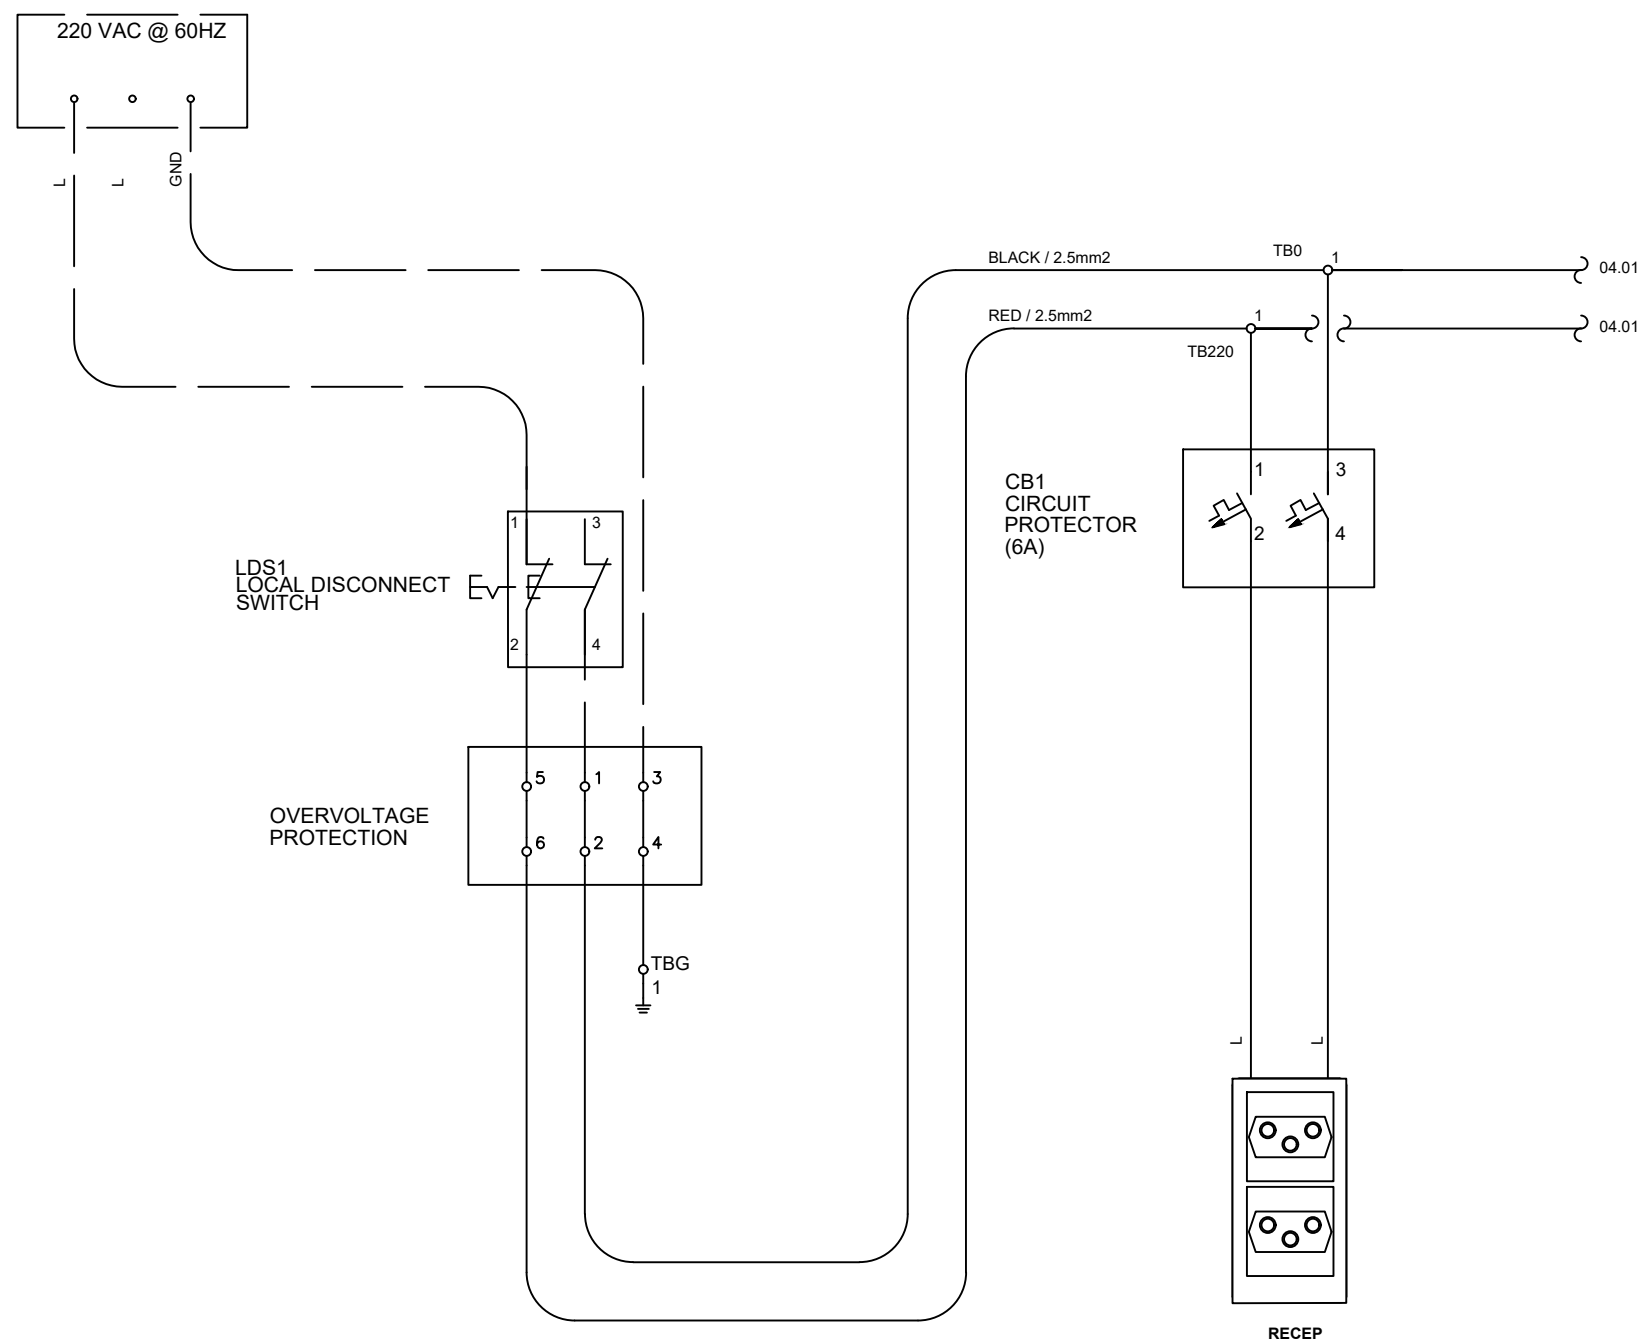 220 VAC @ 60HZ
L
L
GND
BLACK / 2.5mm2
TB0
1
04.01
RED / 2.5mm2
1
04.01
TB220
CB1
CIRCUIT
PROTECTOR
(6A)
1
3
2
4
LDS1
LOCAL DISCONNECT
SWITCH
1
3
2
4
OVERVOLTAGE
PROTECTION
5
1
3
6
2
4
TBG
1
L
L
RECEP